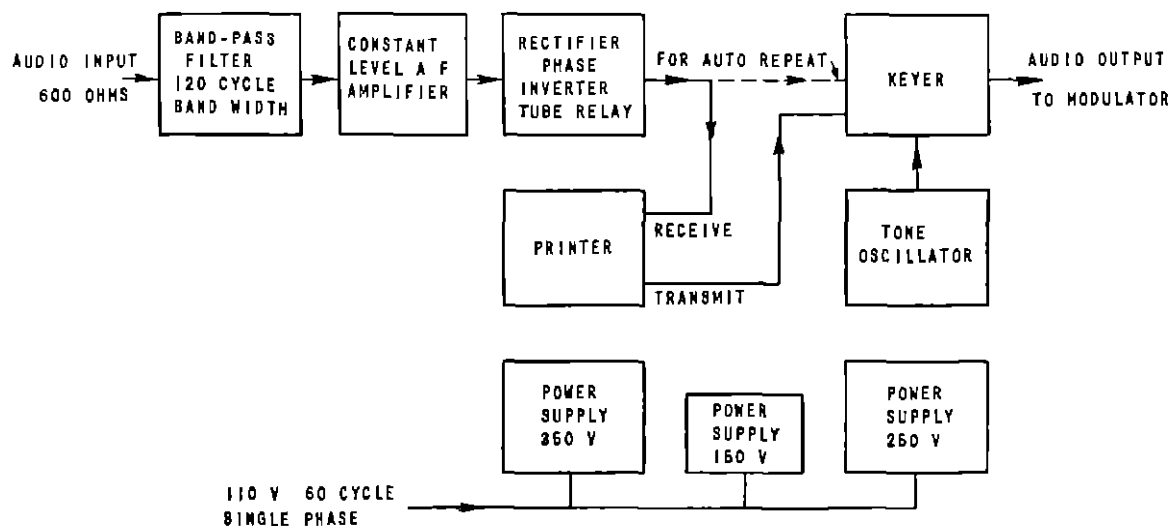 AUDIO INPUT
600 OHMS
BAND-PASS
FILTER
120 CYCLE
BAND WIDTH
CONSTANT
LEVEL A F
AMPLIFIER
RECTIFIER
PHASE
INVERTER
TUBE RELAY
FOR AUTO REPEAT
KEYER
AUDIO OUTPUT
TO MODULATOR
PRINTER
RECEIVE
TRANSMIT
TONE
OSCILLATOR
POWER
SUPPLY
350 V
POWER
SUPPLY
150 V
POWER
SUPPLY
250 V
110 V 60 CYCLE
SINGLE PHASE